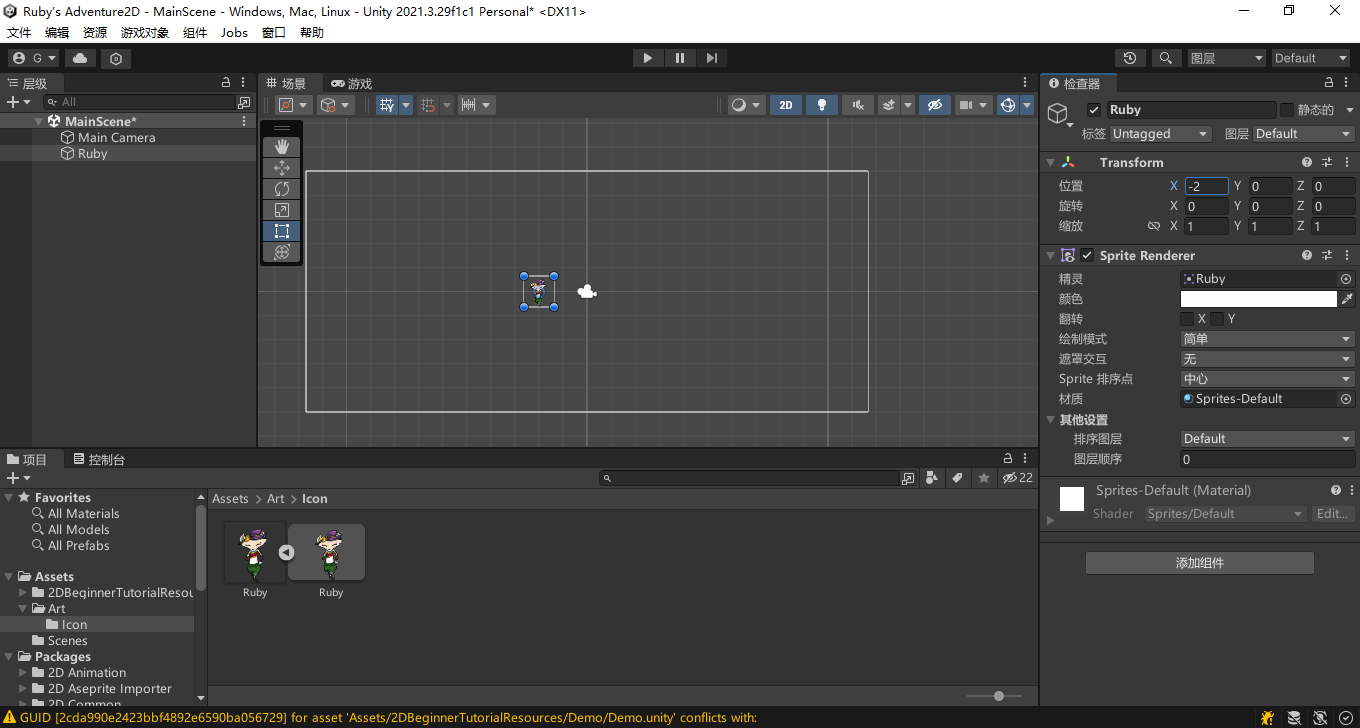 Ruby's Adventure2D - MainScene - Windows, Mac, Linux - Unity 2021.3.29f1c1 Personal* <DX11>
文件 编辑 资源 游戏对象 组件 Jobs 窗口 帮助
G
图层 Default
层级
All
MainScene*
Main Camera
Ruby
场景 游戏
2D
检查器
Ruby 静态的
标签 Untagged 图层 Default
Transform
位置 X -2 Y 0 Z 0
旋转 X 0 Y 0 Z 0
缩放 X 1 Y 1 Z 1
Sprite Renderer
精灵 Ruby
颜色
翻转 X Y
绘制模式 简单
遮罩交互 无
Sprite 排序点 中心
材质 Sprites-Default
其他设置
排序图层 Default
图层顺序 0
Sprites-Default (Material)
Shader Sprites/Default Edit...
添加组件
项目 控制台
22
Favorites
All Materials
All Models
All Prefabs
Assets
2DBeginnerTutorialResou
Art
Icon
Scenes
Packages
2D Animation
2D Aseprite Importer
2D Common
Assets > Art > Icon
Ruby Ruby
GUID [2cda990e2423bbf4892e6590ba056729] for asset 'Assets/2DBeginnerTutorialResources/Demo/Demo.unity' conflicts with: